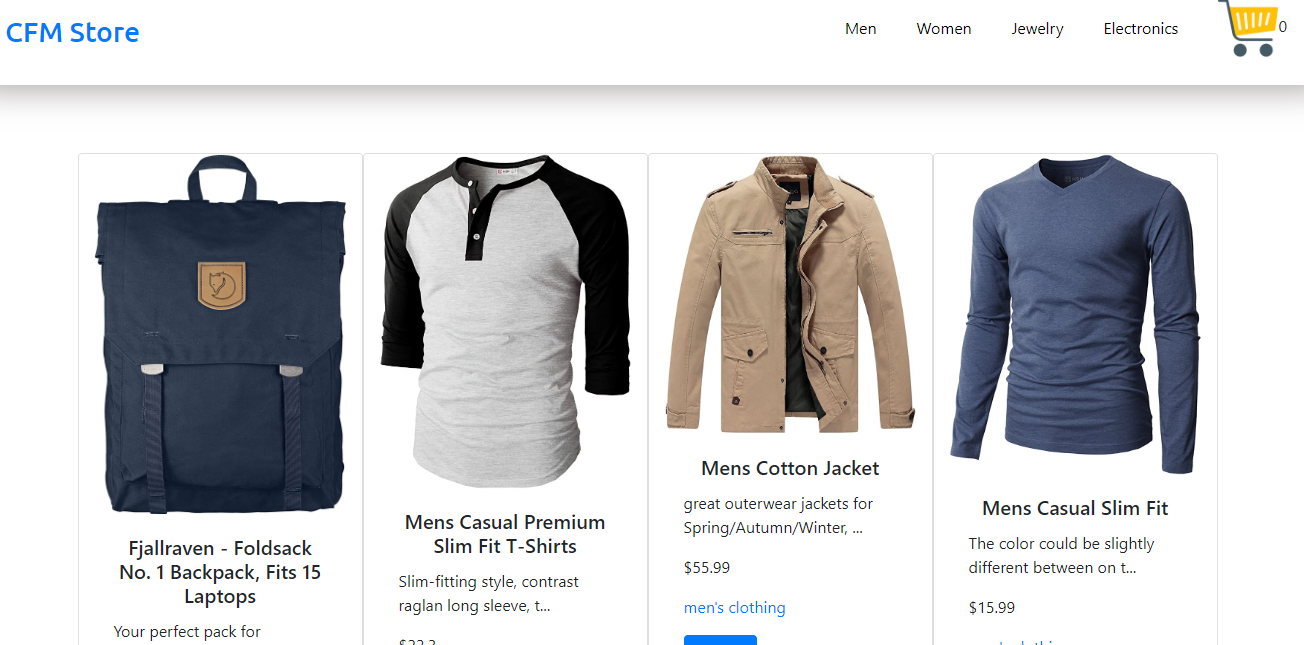 CFM Store
Men
Women
Jewelry
Electronics
0
Fjallraven - Foldsack
No. 1 Backpack, Fits 15
Laptops
Your perfect pack for
Mens Casual Premium
Slim Fit T-Shirts
Slim-fitting style, contrast
raglan long sleeve, t...
$22.3
Mens Cotton Jacket
great outerwear jackets for
Spring/Autumn/Winter, ...
$55.99
men's clothing
Mens Casual Slim Fit
The color could be slightly
different between on t...
$15.99